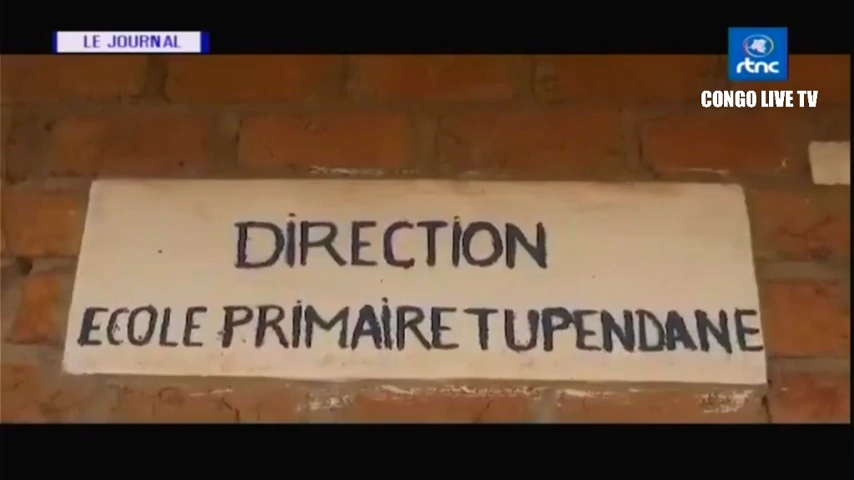 LE JOURNAL
rtnc
CONGO LIVE TV
DIRECTION
ECOLE PRIMAIRE TUPENDANE